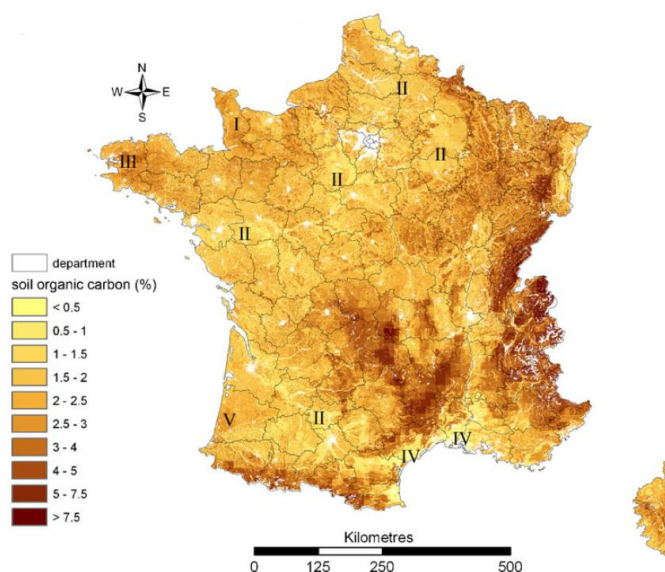 N
W E
S
I
II
II
III
II
II
V
II
IV
IV
department
soil organic carbon (%)
< 0.5
0.5 - 1
1 - 1.5
1.5 - 2
2 - 2.5
2.5 - 3
3 - 4
4 - 5
5 - 7.5
> 7.5
Kilometres
0 125 250 500